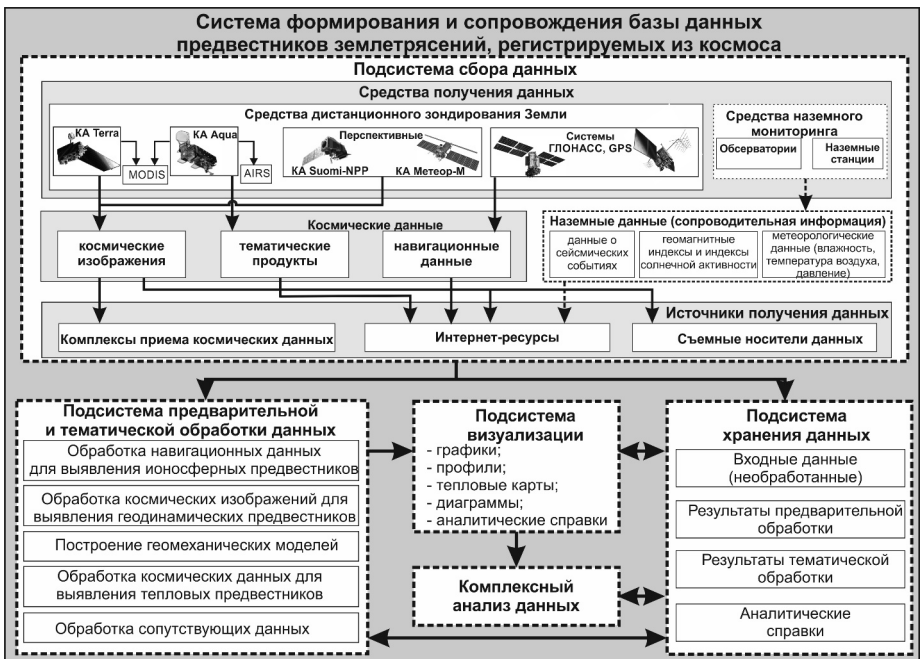 Система формирования и сопровождения базы данных
предвестников землетрясений, регистрируемых из космоса
Подсистема сбора данных
Средства получения данных
Средства дистанционного зондирования Земли
КА Terra
MODIS
КА Aqua
AIRS
Перспективные
КА Suomi-NPP
КА Метеор-М
Системы
ГЛОНАСС, GPS
Средства наземного
мониторинга
Обсерватории
Наземные
станции
Космические данные
космические
изображения
тематические
продукты
навигационные
данные
Наземные данные (сопроводительная информация)
данные о
сейсмических
событиях
геомагнитные
индексы и индексы
солнечной активности
метеорологические
данные (влажность,
температура воздуха,
давление)
Источники получения данных
Комплексы приема космических данных
Интернет-ресурсы
Съемные носители данных
Подсистема предварительной
и тематической обработки данных
Обработка навигационных данных
для выявления ионосферных предвестников
Обработка космических изображений для
выявления геодинамических предвестников
Построение геомеханических моделей
Обработка космических данных для
выявления тепловых предвестников
Обработка сопутствующих данных
Подсистема
визуализации
- графики;
- профили;
- тепловые карты;
- диаграммы;
- аналитические справки
Комплексный
анализ данных
Подсистема
хранения данных
Входные данные
(необработанные)
Результаты предварительной
обработки
Результаты тематической
обработки
Аналитические
справки